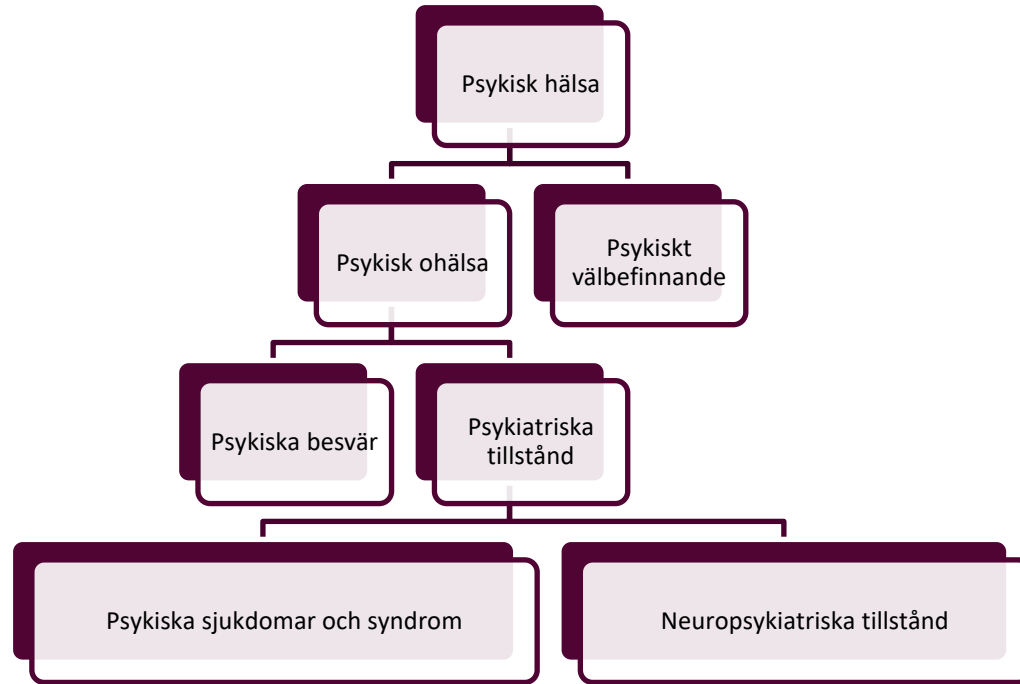 Psykisk hälsa
Psykisk ohälsa
Psykiskt
välbefinnande
Psykiska besvär
Psykiatriska
tillstånd
Psykiska sjukdomar och syndrom
Neuropsykiatriska tillstånd